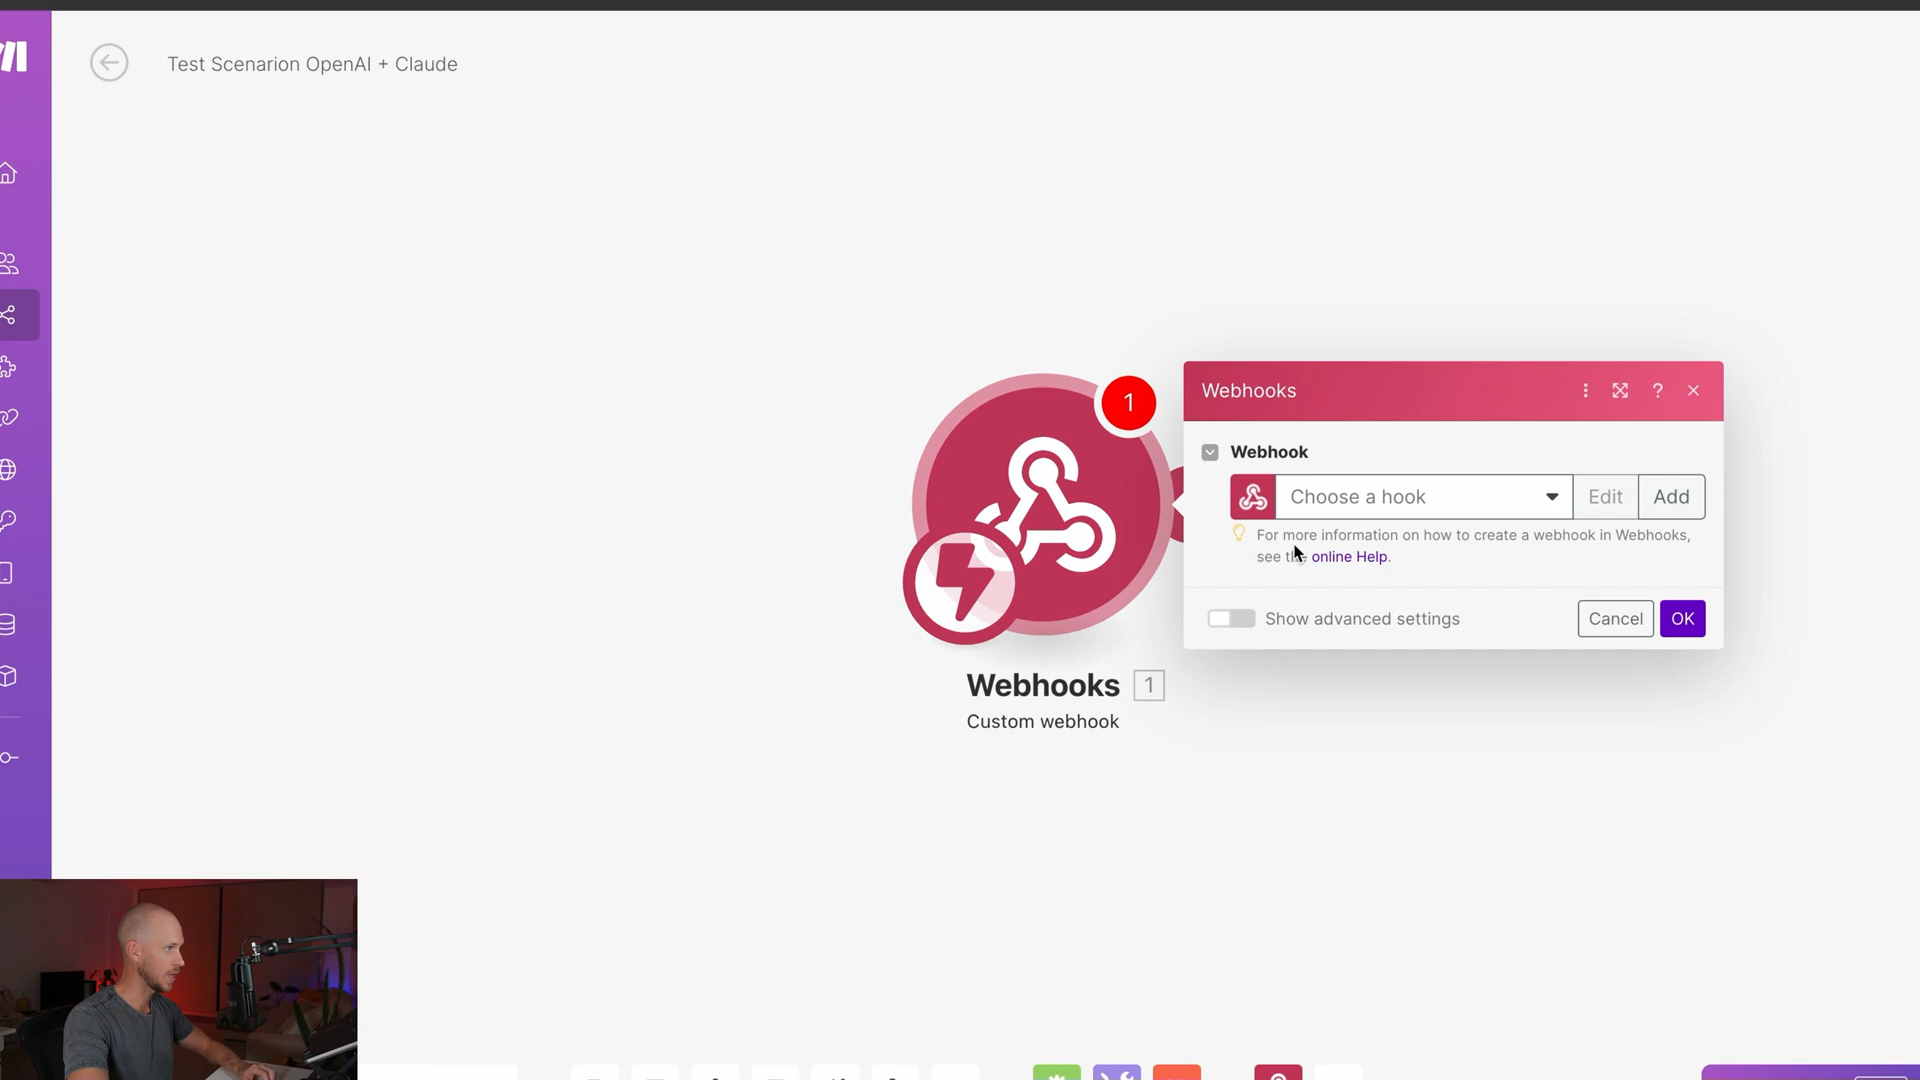 Test Scenarion OpenAI + Claude
1
Webhooks
?
Webhook
Choose a hook
Edit
Add
For more information on how to create a webhook in Webhooks,
see the online Help.
Show advanced settings
Cancel
OK
Webhooks 1
Custom webhook